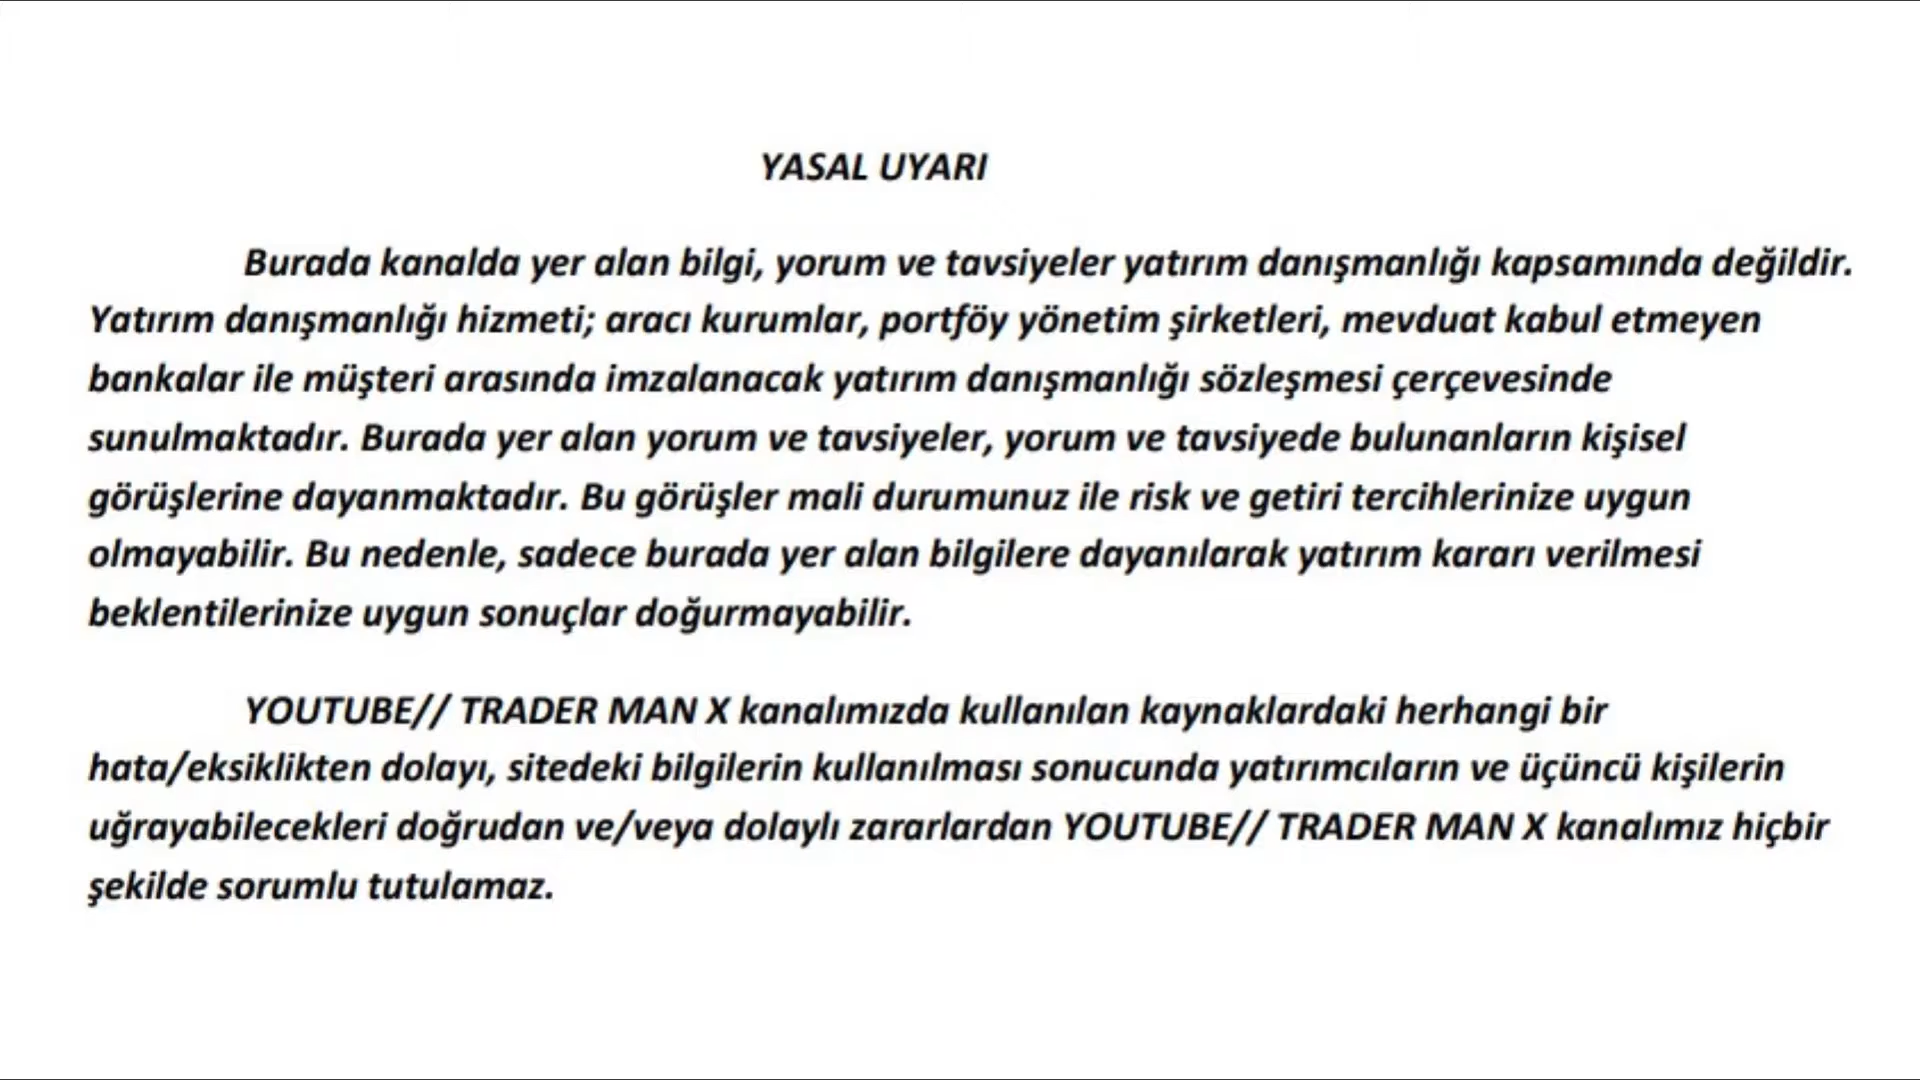 YASAL UYARI
Burada kanalda yer alan bilgi, yorum ve tavsiyeler yatırım danışmanlığı kapsamında değildir.
Yatırım danışmanlığı hizmeti; aracı kurumlar, portföy yönetim şirketleri, mevduat kabul etmeyen
bankalar ile müşteri arasında imzalanacak yatırım danışmanlığı sözleşmesi çerçevesinde
sunulmaktadır. Burada yer alan yorum ve tavsiyeler, yorum ve tavsiyede bulunanların kişisel
görüşlerine dayanmaktadır. Bu görüşler mali durumunuz ile risk ve getiri tercihlerinize uygun
olmayabilir. Bu nedenle, sadece burada yer alan bilgilere dayanılarak yatırım kararı verilmesi
beklentilerinize uygun sonuçlar doğurmayabilir.
YOUTUBE// TRADER MAN X kanalımızda kullanılan kaynaklardaki herhangi bir
hata/eksiklikten dolayı, sitedeki bilgilerin kullanılması sonucunda yatırımcıların ve üçüncü kişilerin
uğrayabilecekleri doğrudan ve/veya dolaylı zararlardan YOUTUBE// TRADER MAN X kanalımız hiçbir
şekilde sorumlu tutulamaz.